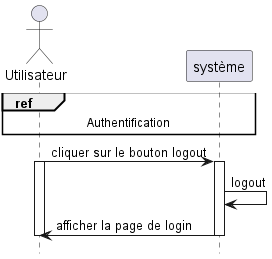 Utilisateur
système
ref
Authentification
cliquer sur le bouton logout
logout
afficher la page de login